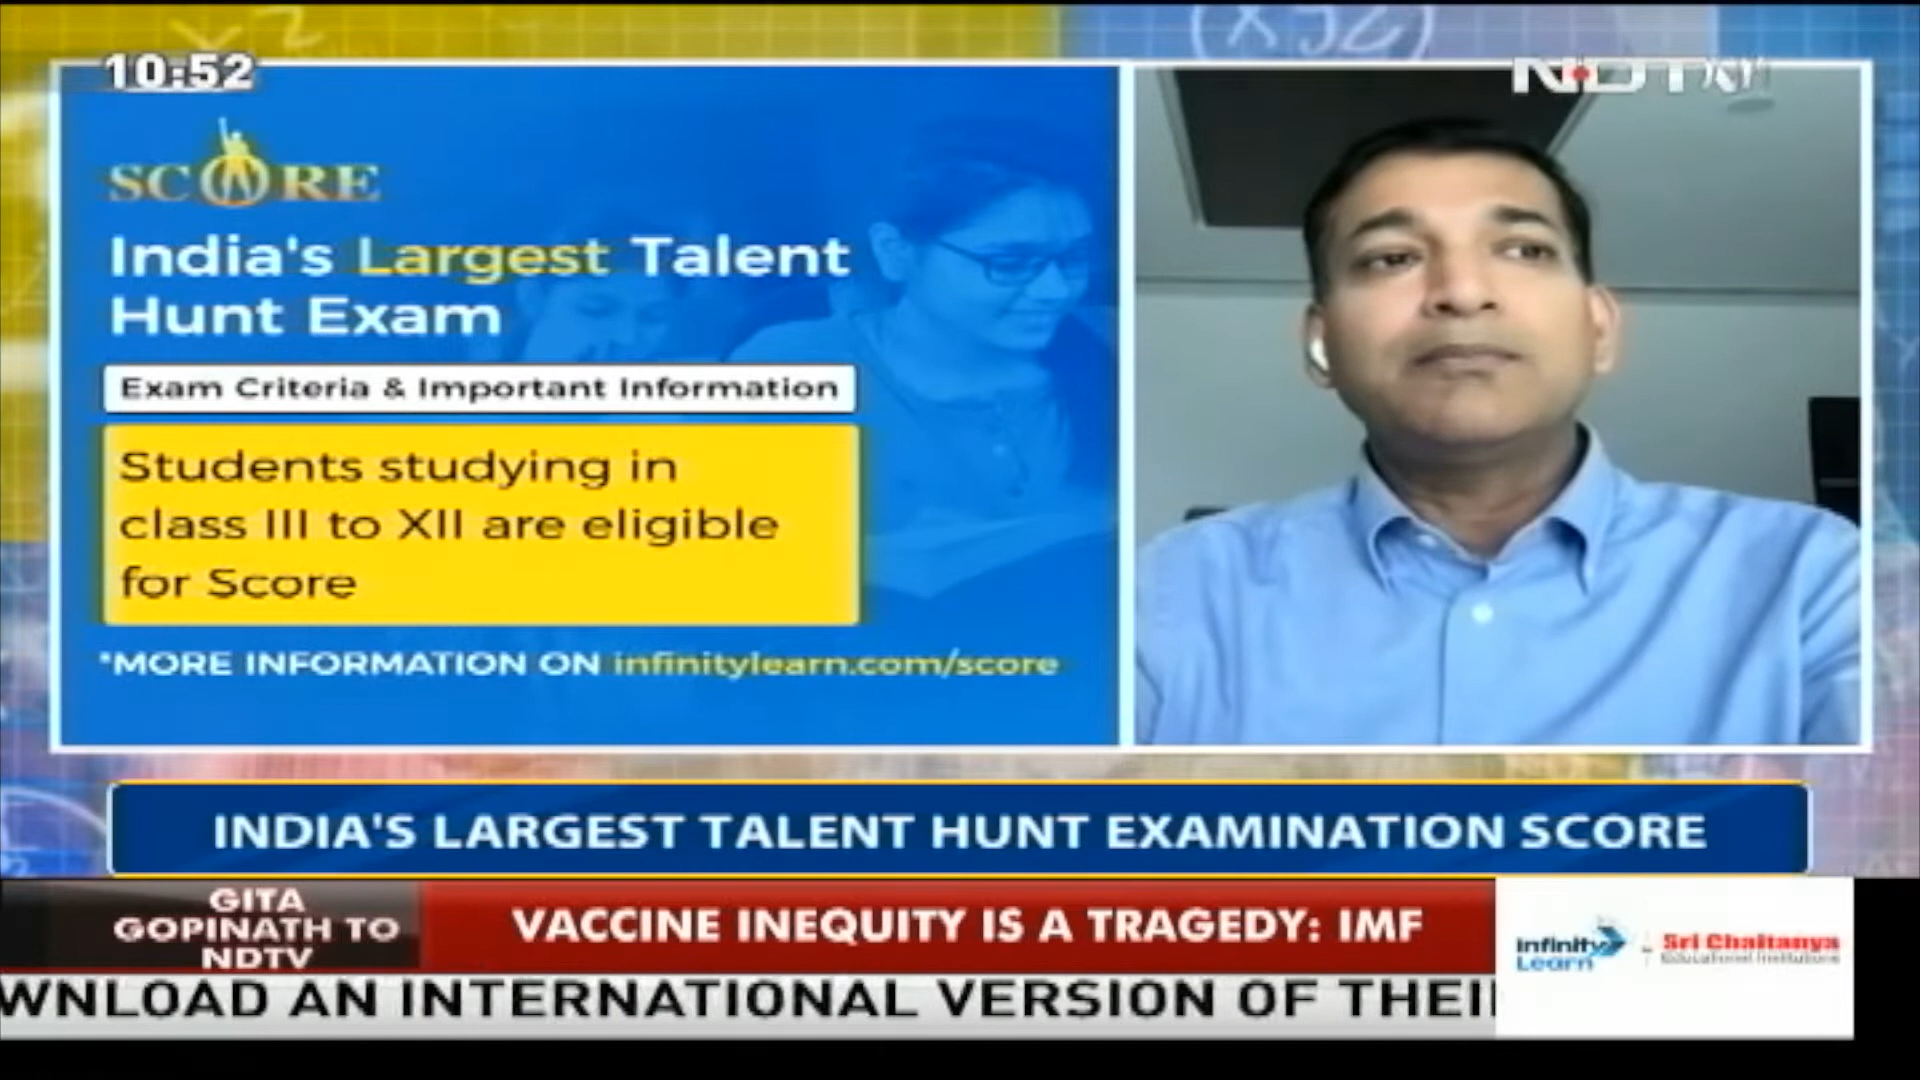 10:52
NDTV
SCORE
India's Largest Talent
Hunt Exam
Exam Criteria & Important Information
Students studying in
class III to XII are eligible
for Score
*MORE INFORMATION ON infinitylearn.com/score
INDIA'S LARGEST TALENT HUNT EXAMINATION SCORE
GITA
GOPINATH TO
NDTV
VACCINE INEQUITY IS A TRAGEDY: IMF
Infinity
Learn
Sri Chaitanya
Educational Institutions
WNLOAD AN INTERNATIONAL VERSION OF THEI